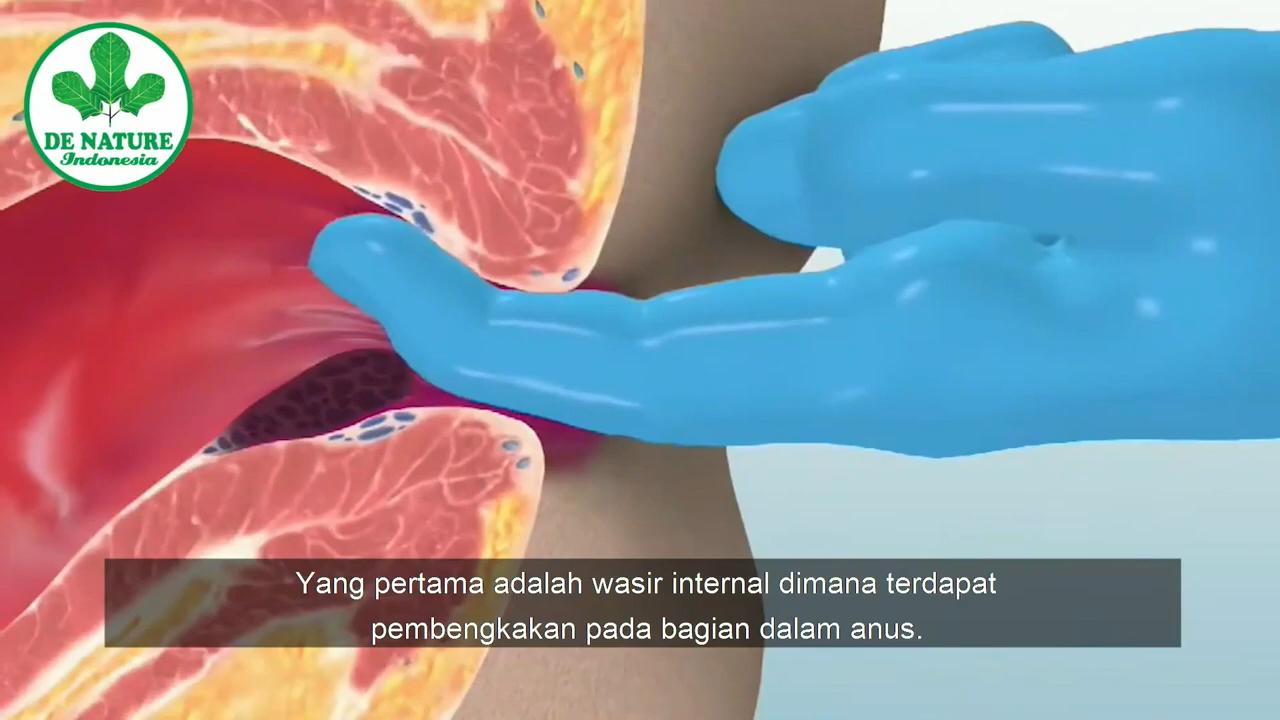 DE NATURE
Indonesia
Yang pertama adalah wasir internal dimana terdapat
pembengkakan pada bagian dalam anus.